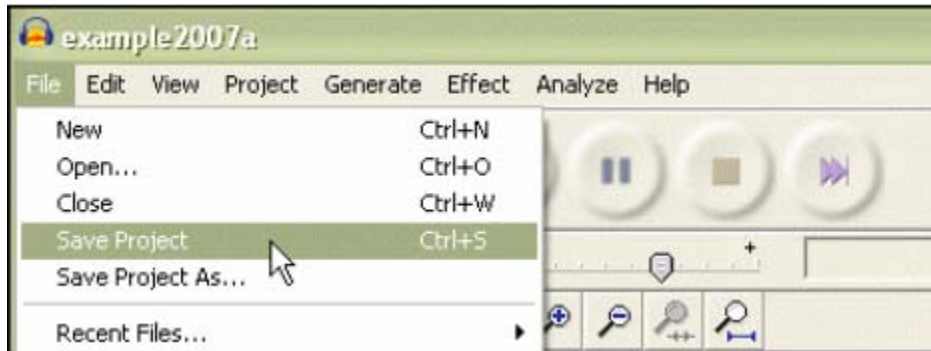 example2007a
File Edit View Project Generate Effect Analyze Help
New Ctrl+N
Open... Ctrl+O
Close Ctrl+W
Save Project Ctrl+S
Save Project As...
Recent Files...